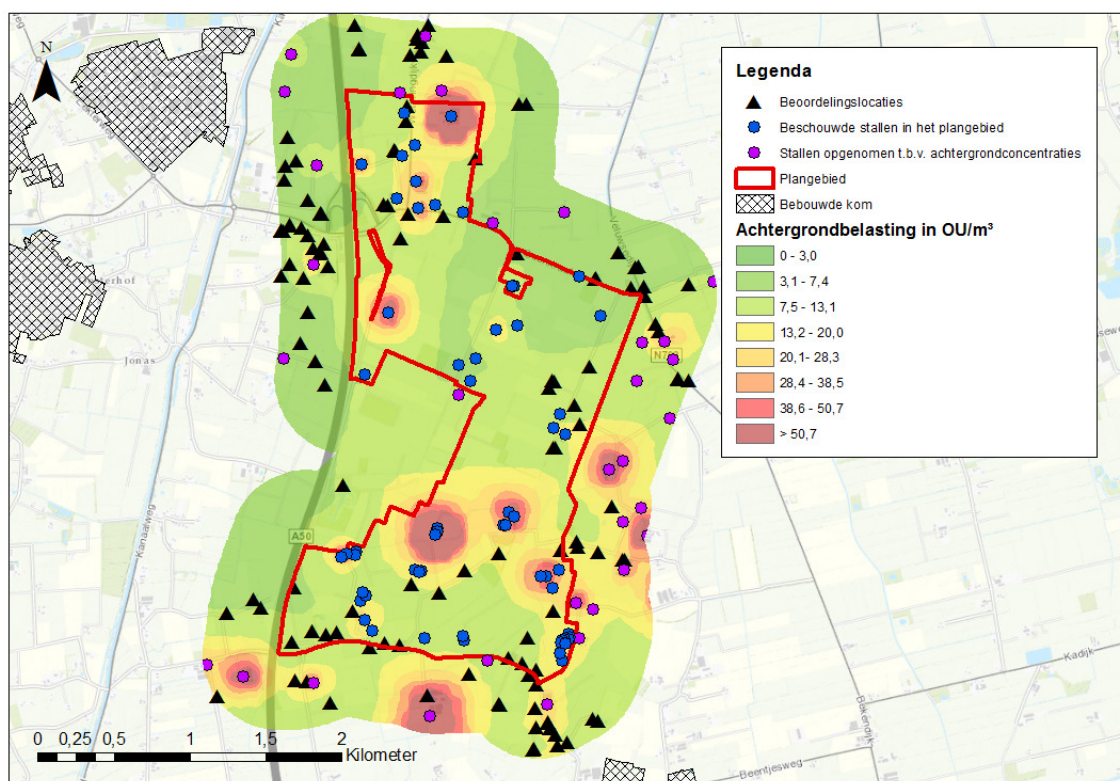 N
Legenda
Beoordelingslocaties
Beschouwde stallen in het plangebied
Stallen opgenomen t.b.v. achtergrondconcentraties
Plangebied
Bebouwde kom
Achtergrondbelasting in OU/m³
0 - 3,0
3,1 - 7,4
7,5 - 13,1
13,2 - 20,0
20,1- 28,3
28,4 - 38,5
38,6 - 50,7
> 50,7
Jonas
A50
Kanaalweg
Kadijk
Beentjesweg
0 0,25 0,5 1 1,5 2
Kilometer